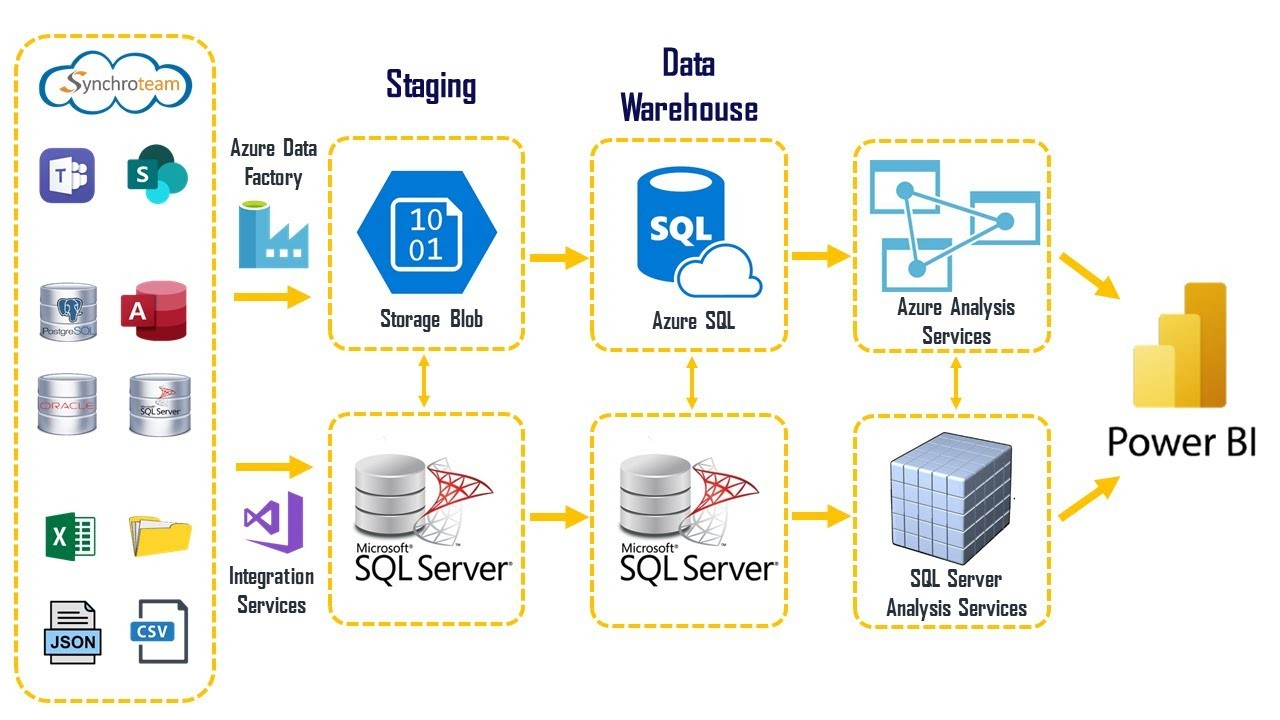 Synchroteam
T
S
PostgreSQL
A
ORACLE
SQL Server
X
JSON
CSV
Azure Data
Factory
Integration
Services
Staging
10
01
Storage Blob
Microsoft®
SQL Server®
Data
Warehouse
SQL
Azure SQL
Microsoft®
SQL Server®
Azure Analysis
Services
SQL Server
Analysis Services
Power BI